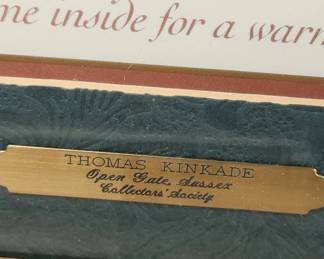 me inside for a warm
THOMAS KINKADE
Open Gate, Sussex
Collectors' Society